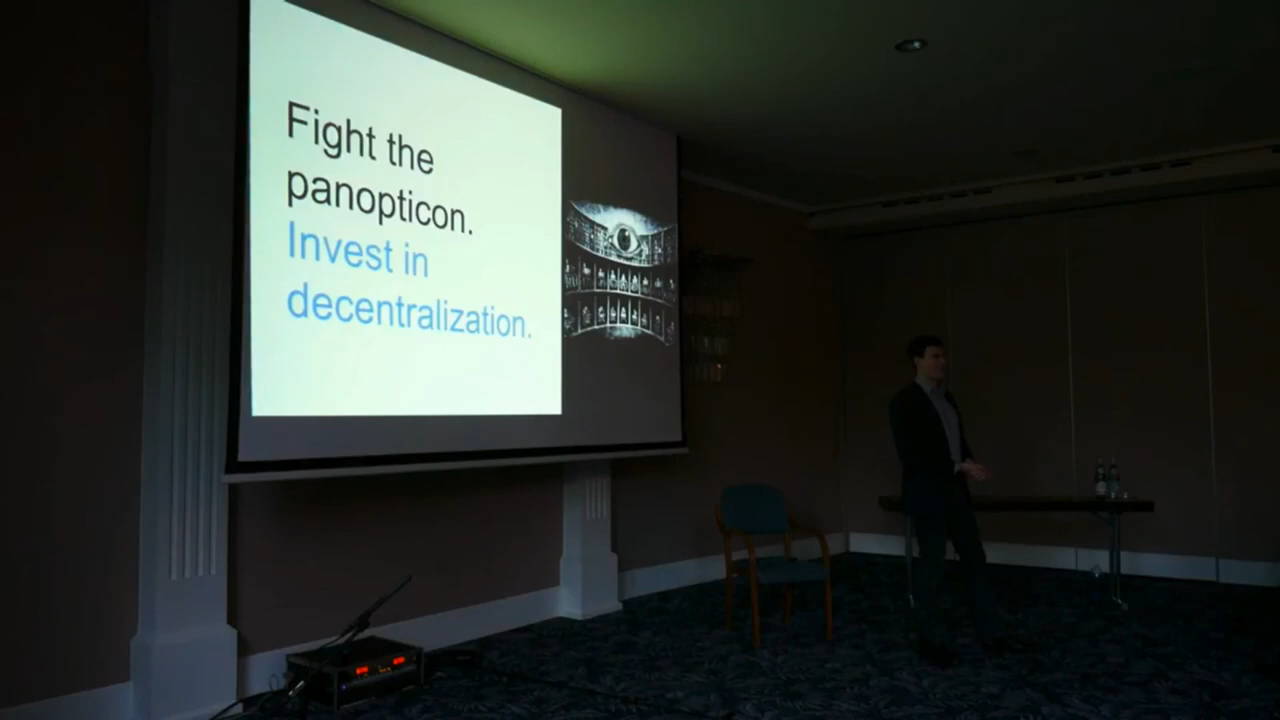 Fight the
panopticon.
Invest in
decentralization.